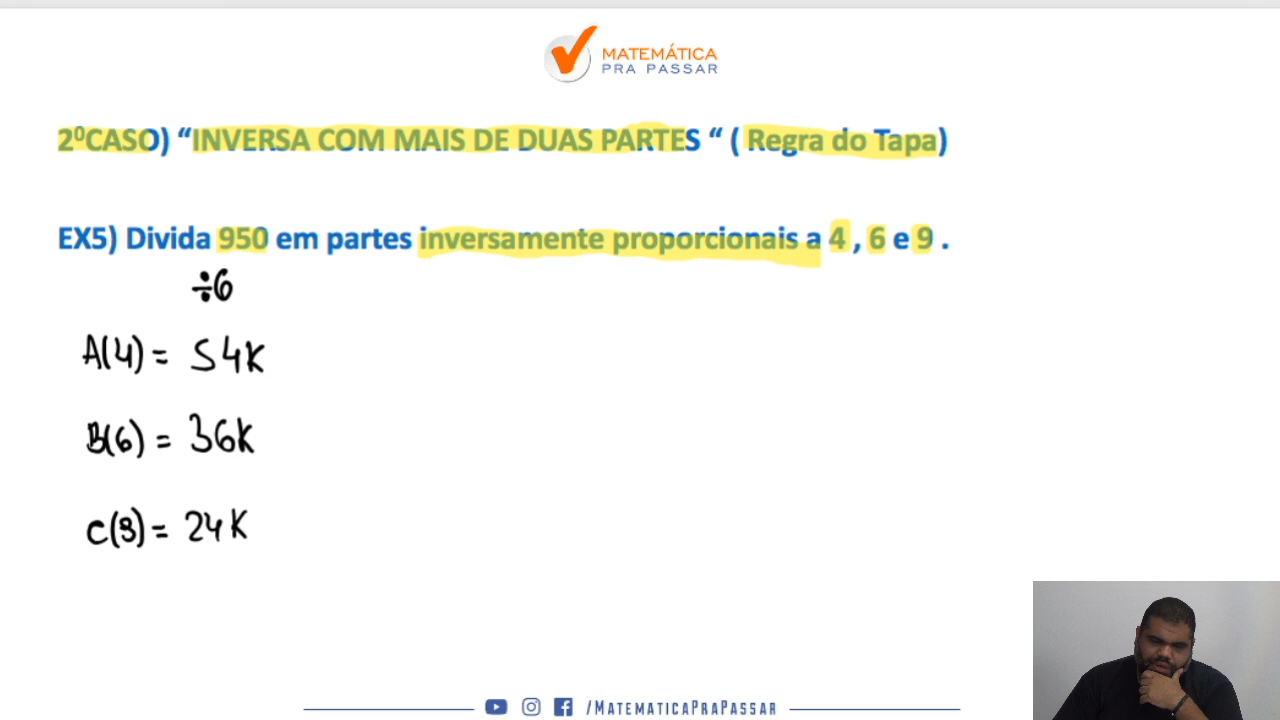 MATEMÁTICA
PRA PASSAR
2ºCASO) “INVERSA COM MAIS DE DUAS PARTES “ ( Regra do Tapa)
EX5) Divida 950 em partes inversamente proporcionais a 4 , 6 e 9 .
÷6
A(4) = 54K
B(6) = 36K
C(9) = 24K
/MATEMATICAPRAPASSAR